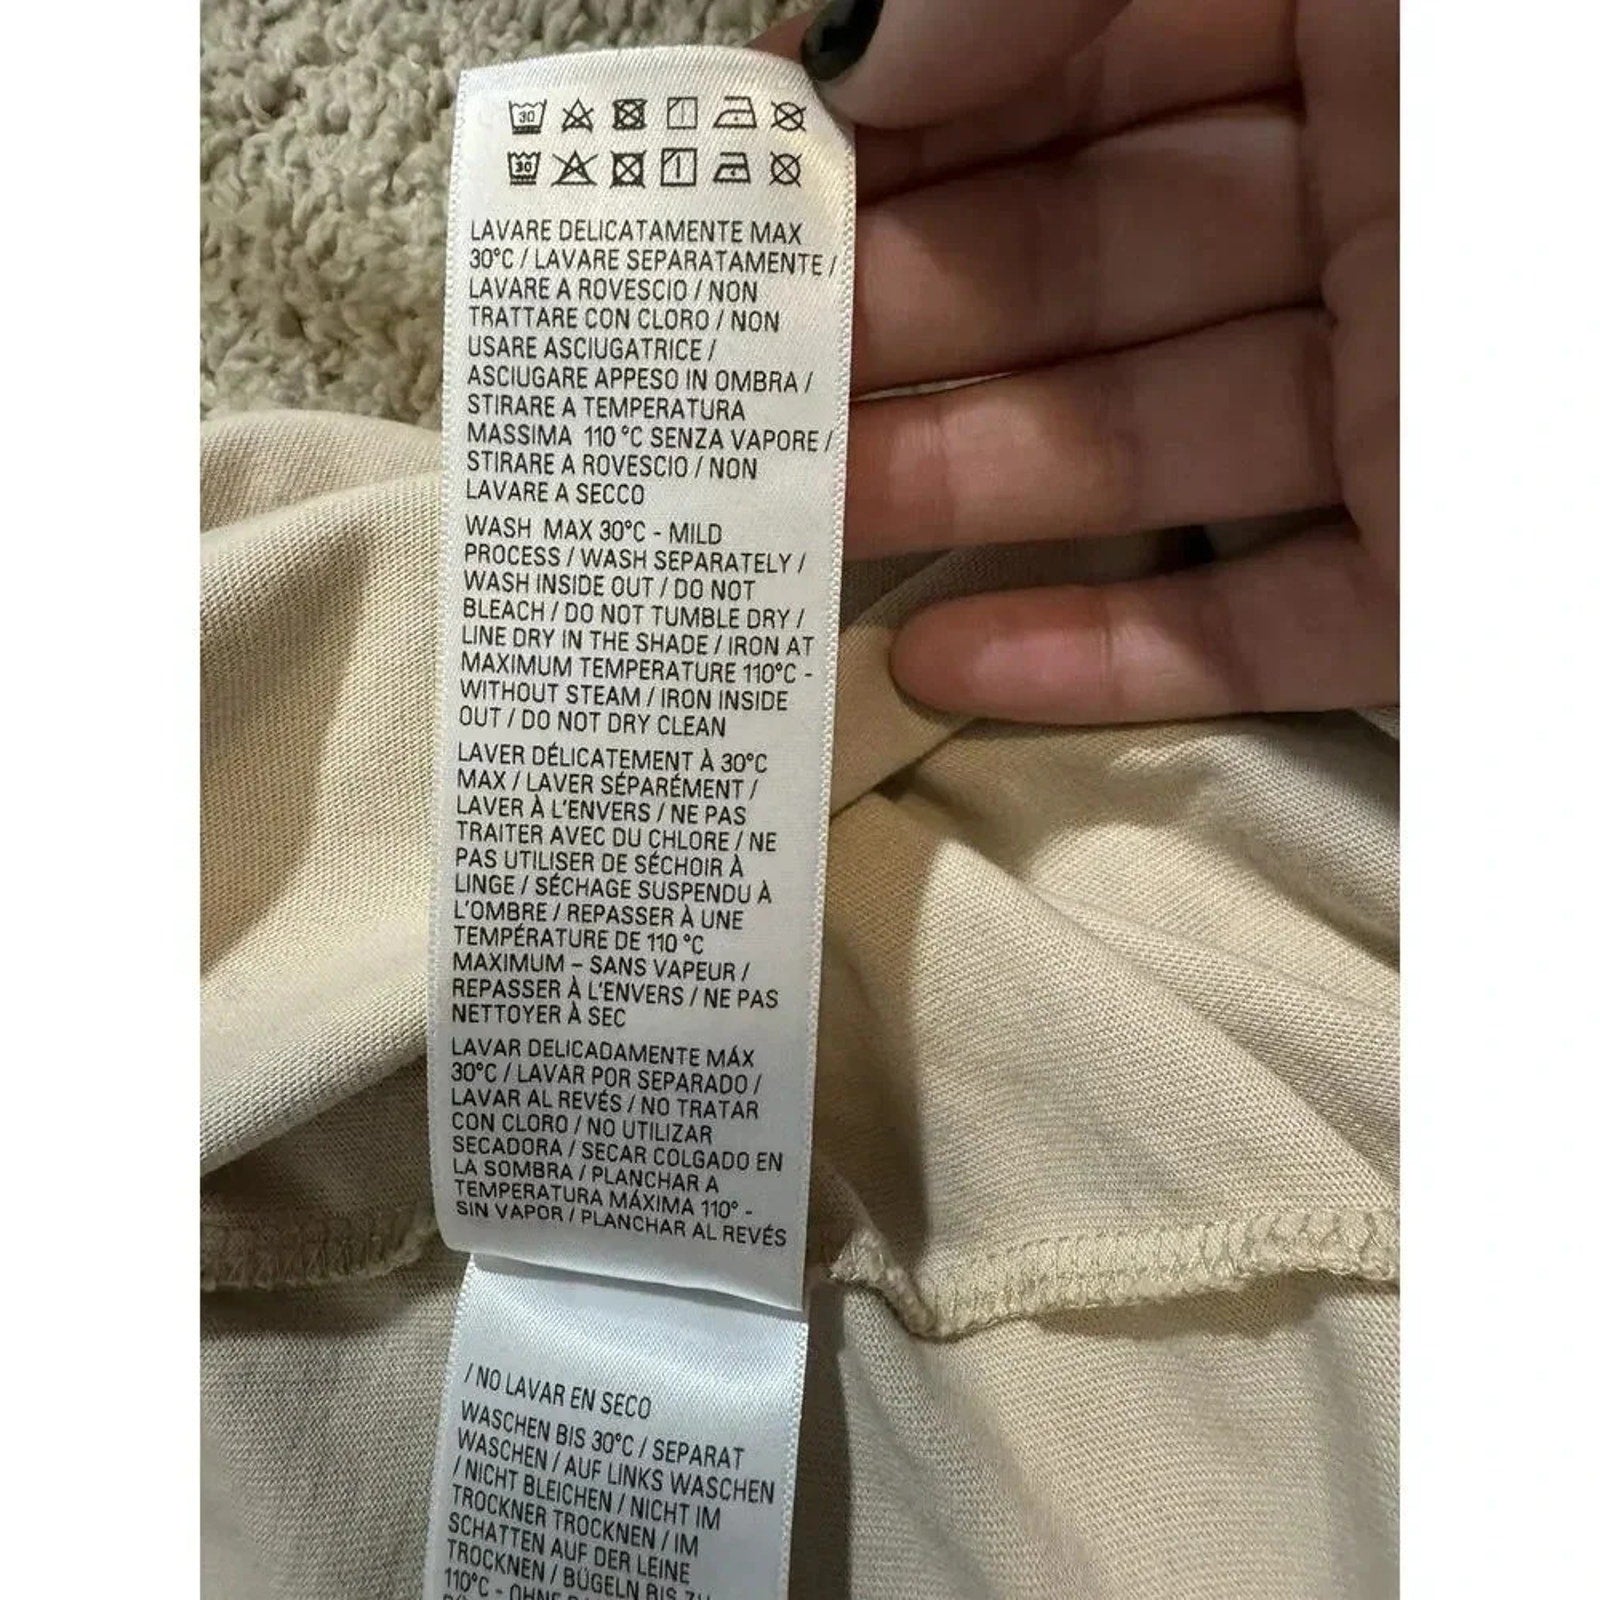 30
30
LAVARE DELICATAMENTE MAX
30°C / LAVARE SEPARATAMENTE /
LAVARE A ROVESCIO / NON
TRATTARE CON CLORO / NON
USARE ASCIUGATRICE /
ASCIUGARE APPESO IN OMBRA /
STIRARE A TEMPERATURA
MASSIMA 110 °C SENZA VAPORE /
STIRARE A ROVESCIO / NON
LAVARE A SECCO
WASH MAX 30°C - MILD
PROCESS / WASH SEPARATELY /
WASH INSIDE OUT / DO NOT
BLEACH / DO NOT TUMBLE DRY /
LINE DRY IN THE SHADE / IRON AT
MAXIMUM TEMPERATURE 110°C -
WITHOUT STEAM / IRON INSIDE
OUT / DO NOT DRY CLEAN
LAVER DÉLICATEMENT À 30°C
MAX / LAVER SÉPARÉMENT /
LAVER À L'ENVERS / NE PAS
TRAITER AVEC DU CHLORE / NE
PAS UTILISER DE SÉCHOIR À
LINGE / SÉCHAGE SUSPENDU À
L'OMBRE / REPASSER À UNE
TEMPÉRATURE DE 110 °C
MAXIMUM – SANS VAPEUR /
REPASSER À L'ENVERS / NE PAS
NETTOYER À SEC
LAVAR DELICADAMENTE MÁX
30°C / LAVAR POR SEPARADO /
LAVAR AL REVÉS / NO TRATAR
CON CLORO / NO UTILIZAR
SECADORA / SECAR COLGADO EN
LA SOMBRA / PLANCHAR A
TEMPERATURA MÁXIMA 110° -
SIN VAPOR / PLANCHAR AL REVÉS
/ NO LAVAR EN SECO
WASCHEN BIS 30°C / SEPARAT
WASCHEN / AUF LINKS WASCHEN
/ NICHT BLEICHEN / NICHT IM
TROCKNER TROCKNEN / IM
SCHATTEN AUF DER LEINE
TROCKNEN / BÜGELN BIS ZU
110°C - OHNE